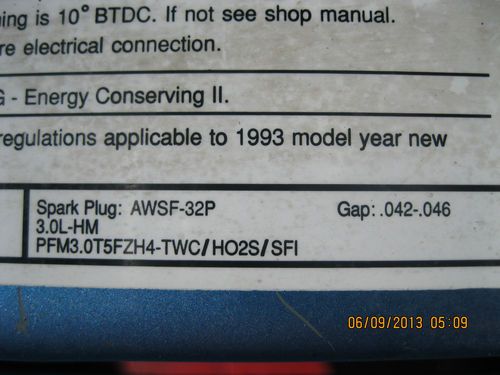 ning is 10° BTDC. If not see shop manual.
re electrical connection.
G - Energy Conserving II.
regulations applicable to 1993 model year new
Spark Plug: AWSF-32P Gap: .042-.046
3.0L-HM
PFM3.0T5FZH4-TWC/HO2S/SFI
06/09/2013 05:09